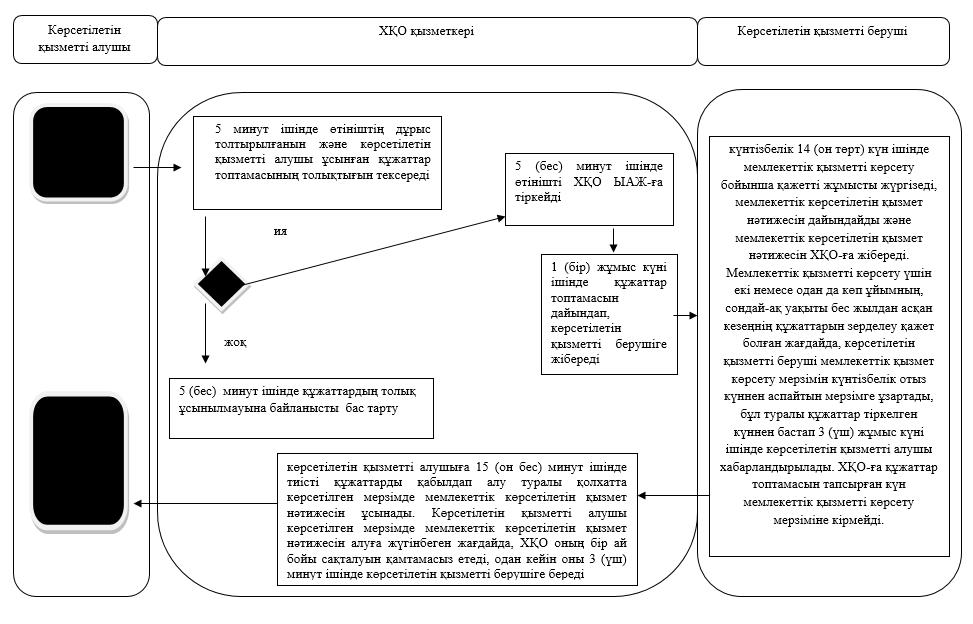 Көрсетілетін
қызметті алушы
ХҚО қызметкері
Көрсетілетін қызметті беруші
5 минут ішінде өтініштің дұрыс
толтырылғанын және көрсетілетін
қызметті алушы ұсынған құжаттар
топтамасының толықтығын тексереді
ия
5 (бес) минут ішінде
өтінішті ХҚО ЫАЖ-ға
тіркейді
1 (бір) жұмыс күні
ішінде құжаттар
топтамасын
дайындап,
көрсетілетін
қызметті берушіге
жібереді
жоқ
5 (бес) минут ішінде құжаттардың толық
ұсынылмауына байланысты бас тарту
күнтізбелік 14 (он төрт) күн ішінде
мемлекеттік қызметті көрсету
бойынша қажетті жұмысты жүргізеді,
мемлекеттік көрсетілетін қызмет
нәтижесін дайындайды және
мемлекеттік көрсетілетін қызмет
нәтижесін ХҚО-ға жібереді.
Мемлекеттік қызметті көрсету үшін
екі немесе одан да көп ұйымның,
сондай-ақ уақыты бес жылдан асқан
кезеңнің құжаттарын зерделеу қажет
болған жағдайда, көрсетілетін
қызметті беруші мемлекеттік қызмет
көрсету мерзімін күнтізбелік отыз
күннен аспайтын мерзімге ұзартады,
бұл туралы құжаттар тіркелген
күннен бастап 3 (үш) жұмыс күні
ішінде көрсетілетін қызметті алушы
хабарландырылады. ХҚО-ға құжаттар
топтамасын тапсырған күн
мемлекеттік қызметті көрсету
мерзіміне кірмейді.
көрсетілетін қызметті алушыға 15 (он бес) минут ішінде
тиісті құжаттарды қабылдап алу туралы қолхатта
көрсетілген мерзімде мемлекеттік көрсетілетін қызмет
нәтижесін ұсынады. Көрсетілетін қызметті алушы
көрсетілген мерзімде мемлекеттік көрсетілетін қызмет
нәтижесін алуға жүгінбеген жағдайда, ХҚО оның бір ай
бойы сақталуын қамтамасыз етеді, одан кейін оны 3 (үш)
минут ішінде көрсетілетін қызметті берушіге береді